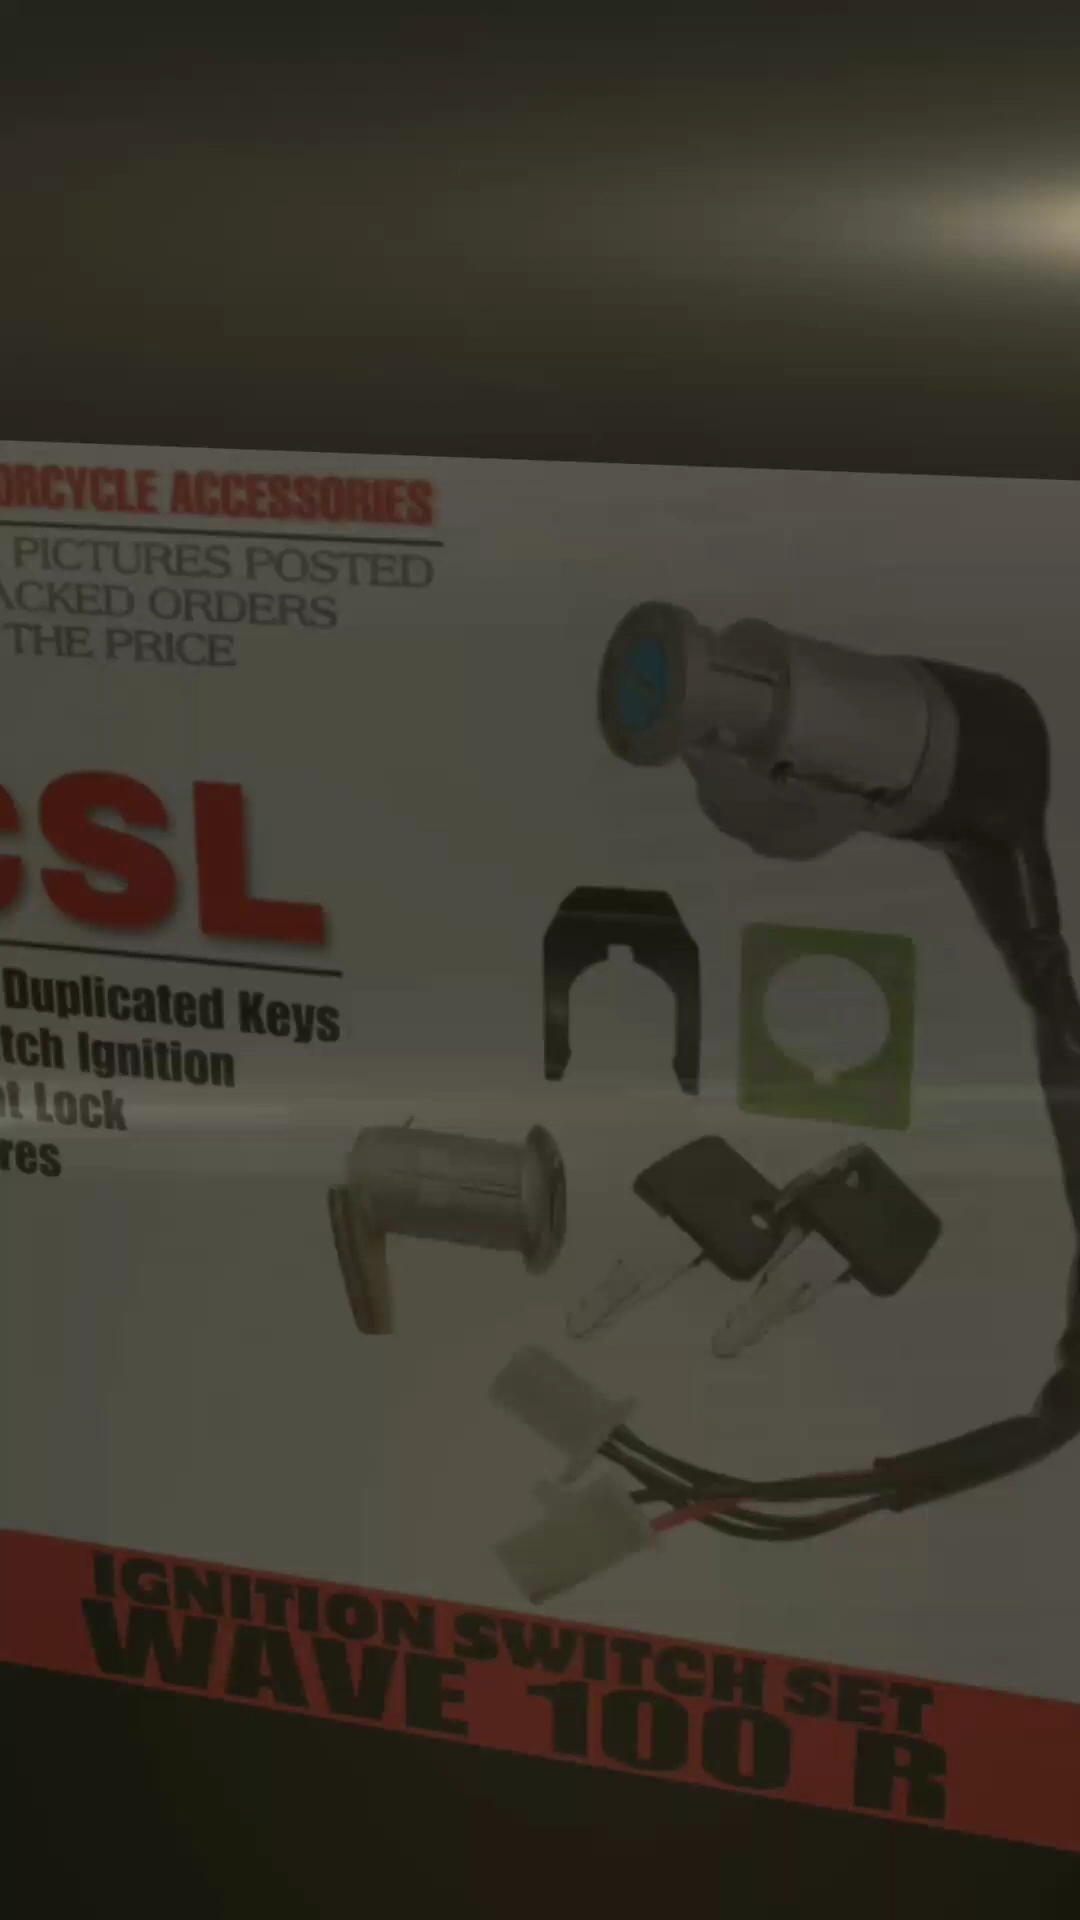 ORCYCLE ACCESSORIES
PICTURES POSTED
ACKED ORDERS
THE PRICE
CSL
Duplicated Keys
tch Ignition
Lock
res
IGNITION SWITCH SET
WAVE 100 R